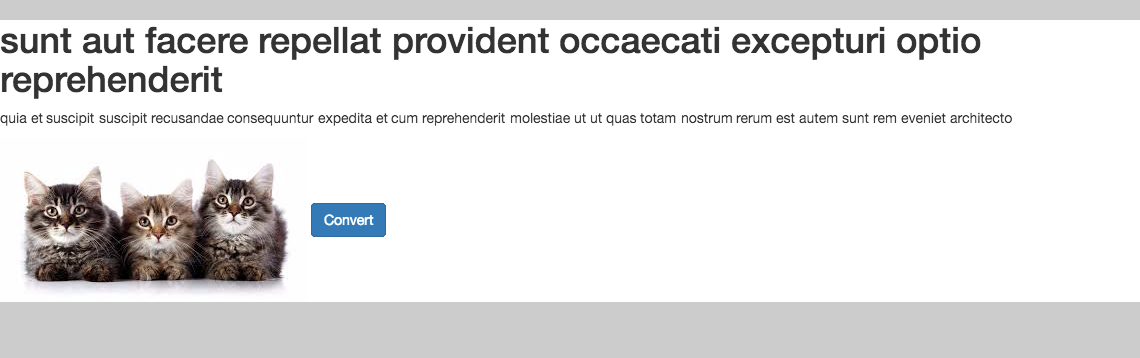 sunt aut facere repellat provident occaecati excepturi optio
reprehenderit
quia et suscipit suscipit recusandae consequuntur expedita et cum reprehenderit molestiae ut ut quas totam nostrum rerum est autem sunt rem eveniet architecto
Convert